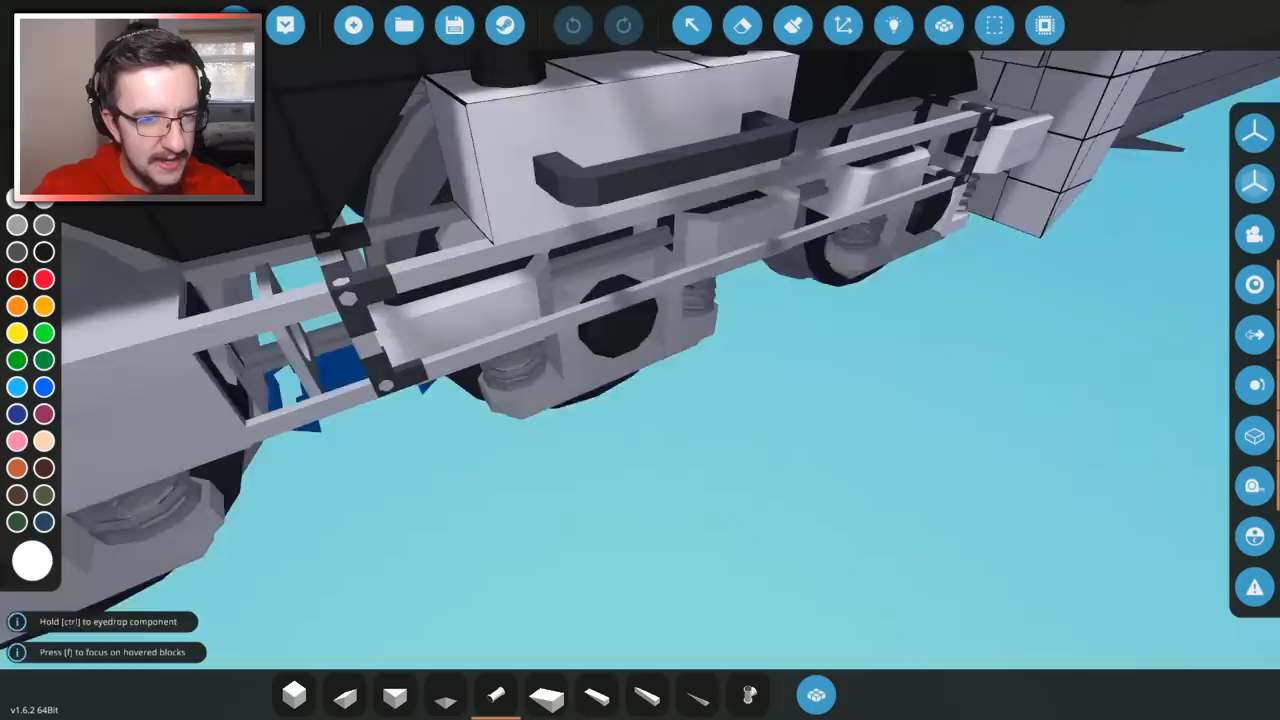 Hold [ctrl] to eyedrop component
Press [f] to focus on hovered blocks
v1.6.2 64Bit